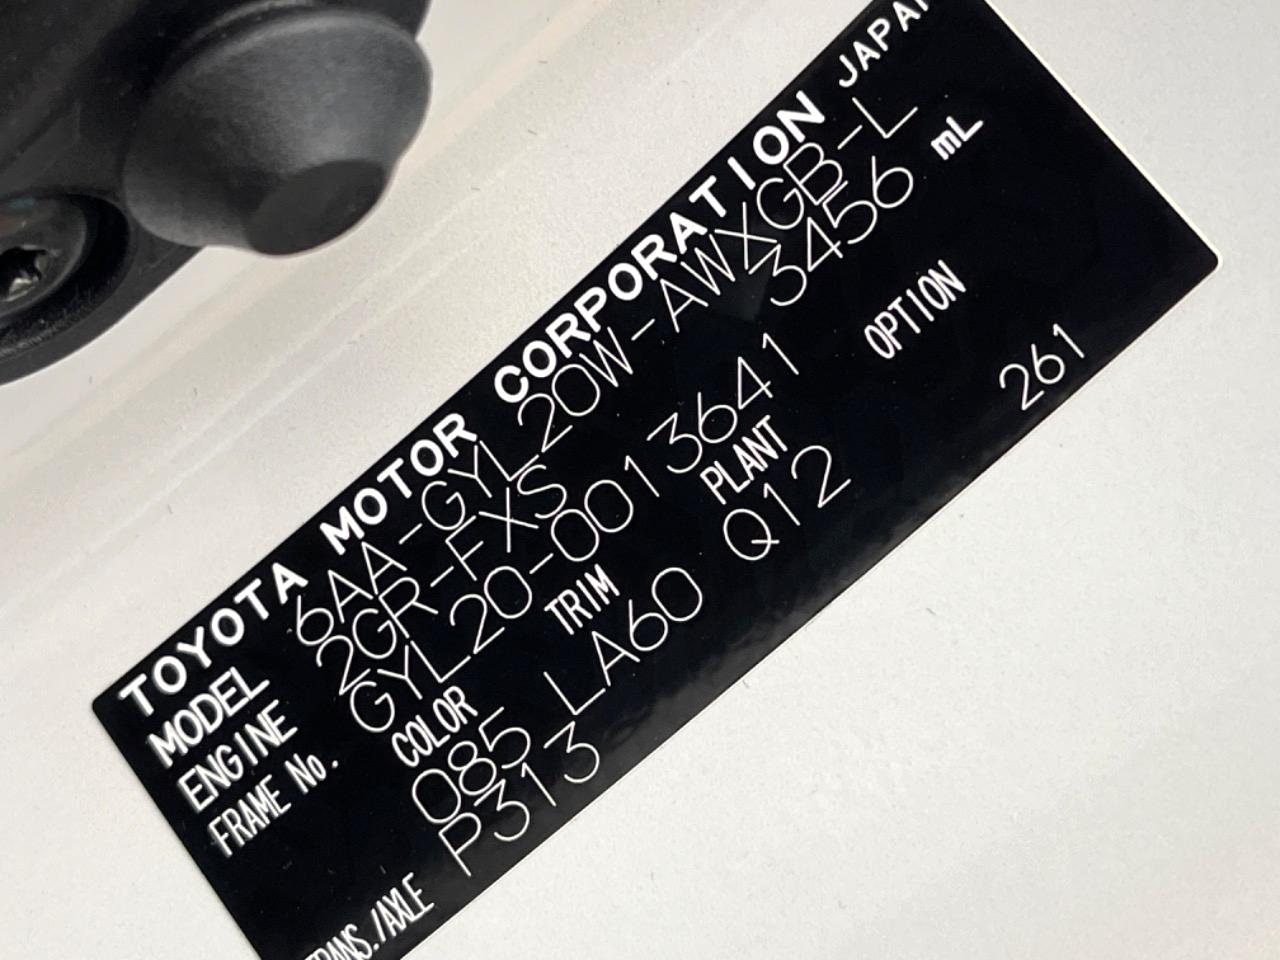 TOYOTA MOTOR CORPORATION JAPAN
MODEL 6AA-GYL20W-AWXGB-L
ENGINE 2GR-FXS 3456 mL
FRAME No. GYL20-0013641
COLOR TRIM PLANT OPTION
085 LA60 Q12 261
TRANS./AXLE P313